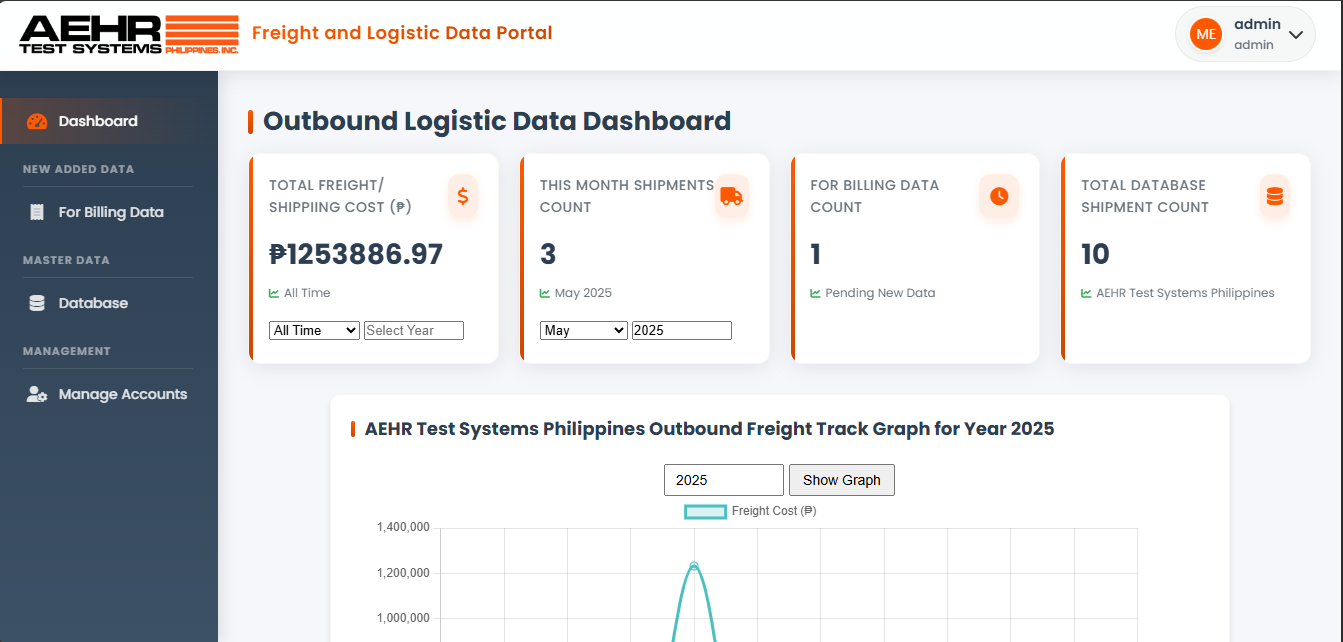 AEHR
TEST SYSTEMS PHILIPPINES, INC.
Freight and Logistic Data Portal
ME
admin
admin
Dashboard
NEW ADDED DATA
For Billing Data
MASTER DATA
Database
MANAGEMENT
Manage Accounts
Outbound Logistic Data Dashboard
TOTAL FREIGHT/
SHIPPIING COST (₱)
$
₱1253886.97
All Time
All Time Select Year
THIS MONTH SHIPMENTS
COUNT
3
May 2025
May 2025
FOR BILLING DATA
COUNT
1
Pending New Data
TOTAL DATABASE
SHIPMENT COUNT
10
AEHR Test Systems Philippines
AEHR Test Systems Philippines Outbound Freight Track Graph for Year 2025
2025 Show Graph
Freight Cost (₱)
1,400,000
1,200,000
1,000,000